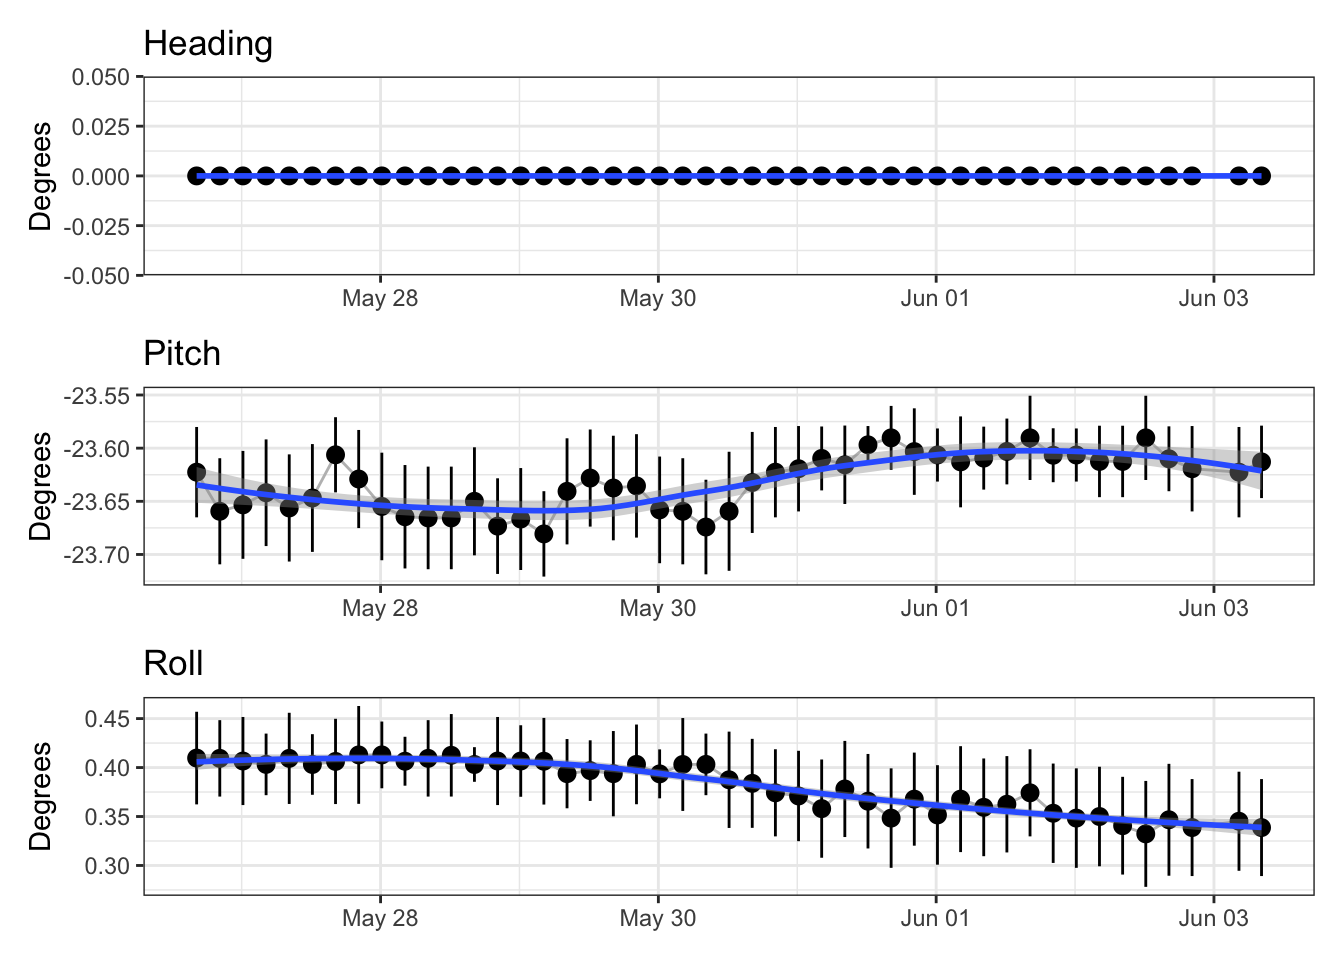 Heading
Degrees
0.050
0.025
0.000
-0.025
-0.050
May 28 May 30 Jun 01 Jun 03
Pitch
Degrees
-23.55
-23.60
-23.65
-23.70
May 28 May 30 Jun 01 Jun 03
Roll
Degrees
0.45
0.40
0.35
0.30
May 28 May 30 Jun 01 Jun 03